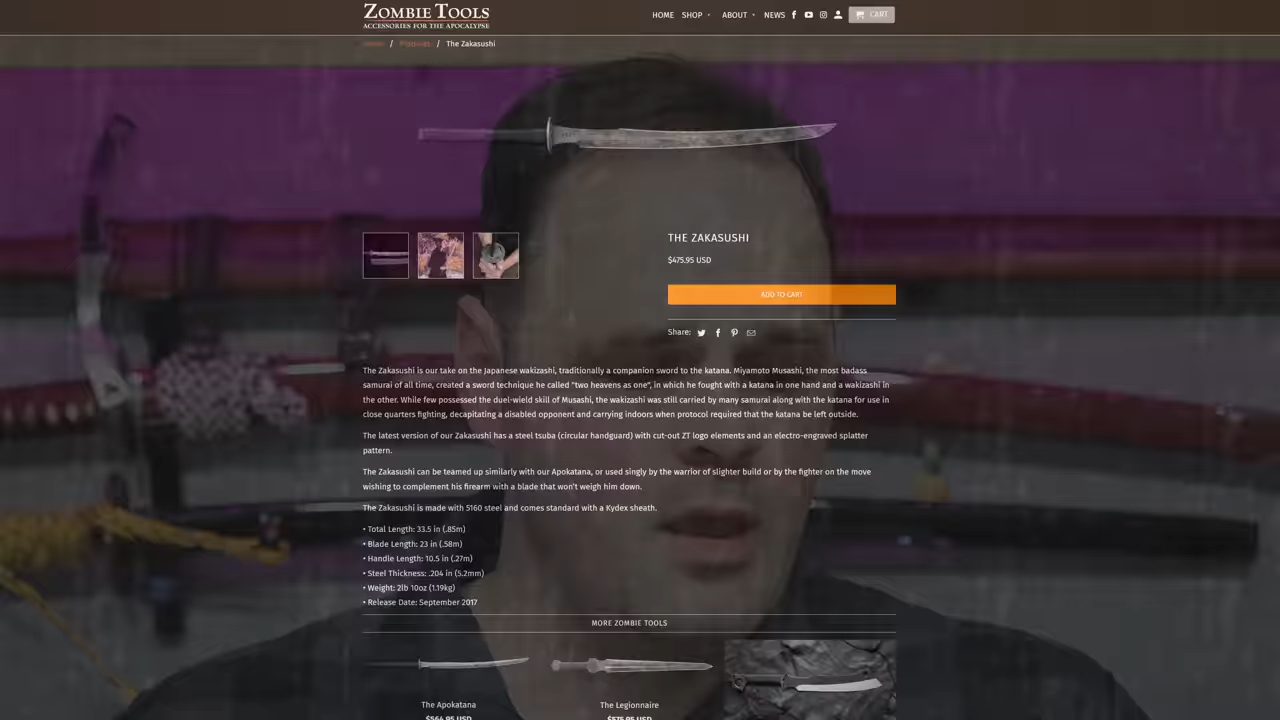 ZOMBIE TOOLS
ACCESSORIES FOR THE APOCALYPSE
HOME SHOP ABOUT NEWS CART
/ / The Zakasushi
THE ZAKASUSHI
$475.95 USD
ADD TO CART
Share:
The Zakasushi is our take on the Japanese wakizashi, traditionally a companion sword to the katana. Miyamoto Musashi, the most badass
samurai of all time, created a sword technique he called "two heavens as one", in which he fought with a katana in one hand and a wakizashi in
the other. While few possessed the duel-wield skill of Musashi, the wakizashi was still carried by many samurai along with the katana for use in
close quarters fighting, decapitating a disabled opponent and carrying indoors when protocol required that the katana be left outside.
The latest version of our Zakasushi has a steel tsuba (circular handguard) with cut-out ZT logo elements and an electro-engraved splatter
pattern.
The Zakasushi can be teamed up similarly with our Apokatana, or used singly by the warrior of slighter build or by the fighter on the move
wishing to complement his firearm with a blade that won't weigh him down.
The Zakasushi is made with 5160 steel and comes standard with a Kydex sheath.
• Total Length: 33.5 in (.85m)
• Blade Length: 23 in (.58m)
• Handle Length: 10.5 in (.27m)
• Steel Thickness: .204 in (5.2mm)
• Weight: 2lb 10oz (1.19kg)
• Release Date: September 2017
MORE ZOMBIE TOOLS
The Apokatana The Legionnaire
$564.95 USD $575.95 USD